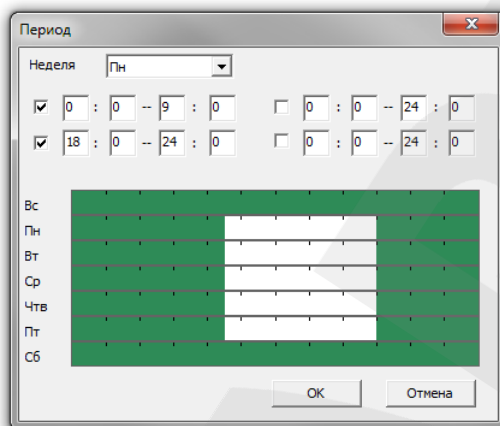 Период
Неделя Пн
0 : 0 -- 9 : 0 0 : 0 -- 24 : 0
18 : 0 -- 24 : 0 0 : 0 -- 24 : 0
Вс
Пн
Вт
Ср
Чтв
Пт
Сб
OK Отмена